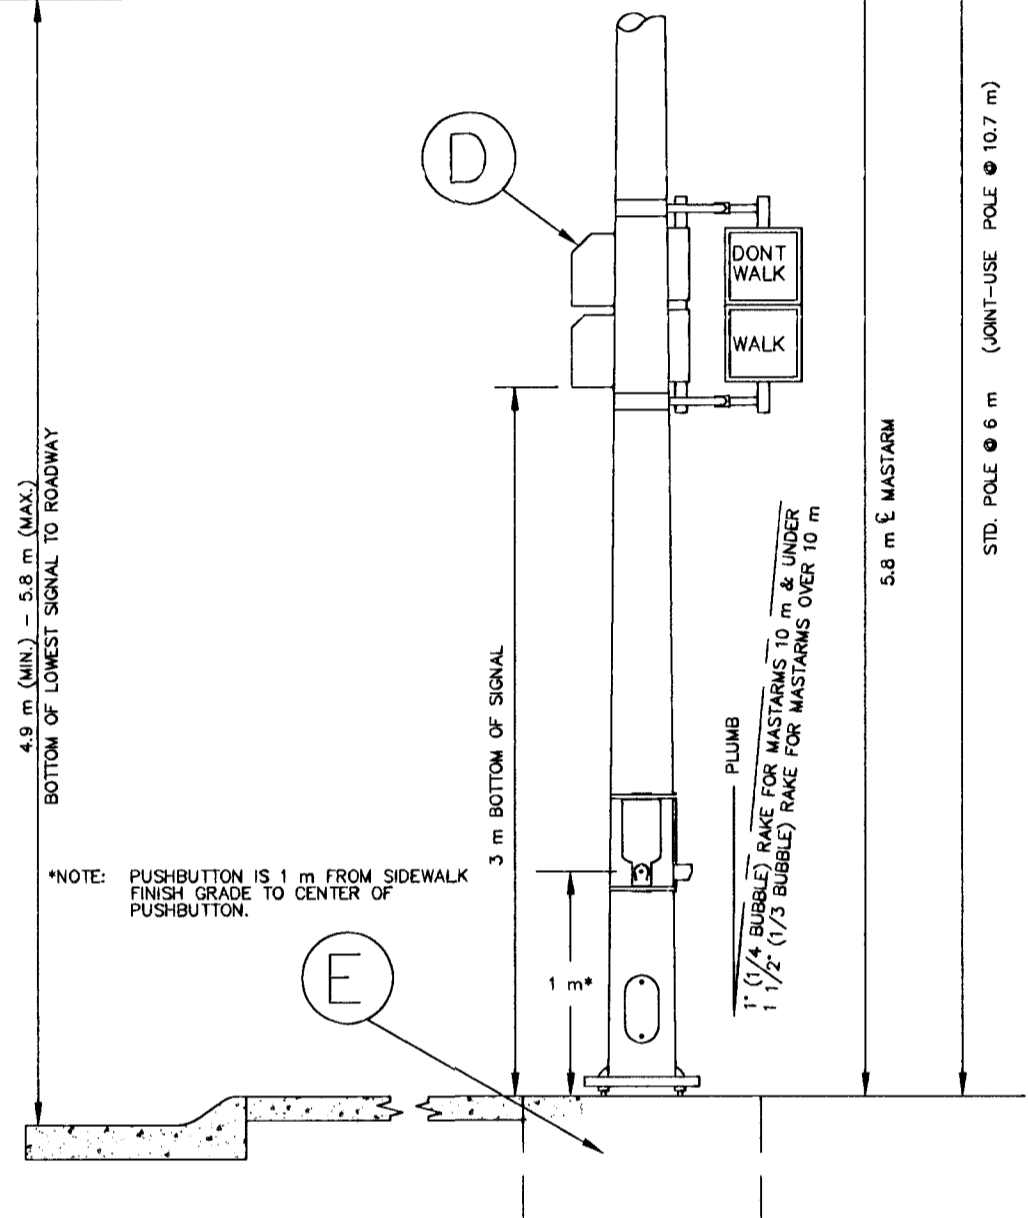 D
DONT
WALK
WALK
STD. POLE @ 6 m (JOINT-USE POLE @ 10.7 m)
5.8 m ℄ MASTARM
4.9 m (MIN.) - 5.8 m (MAX.)
BOTTOM OF LOWEST SIGNAL TO ROADWAY
3 m BOTTOM OF SIGNAL
PLUMB
1° (1/4 BUBBLE) RAKE FOR MASTARMS 10 m & UNDER
1 1/2° (1/3 BUBBLE) RAKE FOR MASTARMS OVER 10 m
*NOTE: PUSHBUTTON IS 1 m FROM SIDEWALK
FINISH GRADE TO CENTER OF
PUSHBUTTON.
E
1 m*